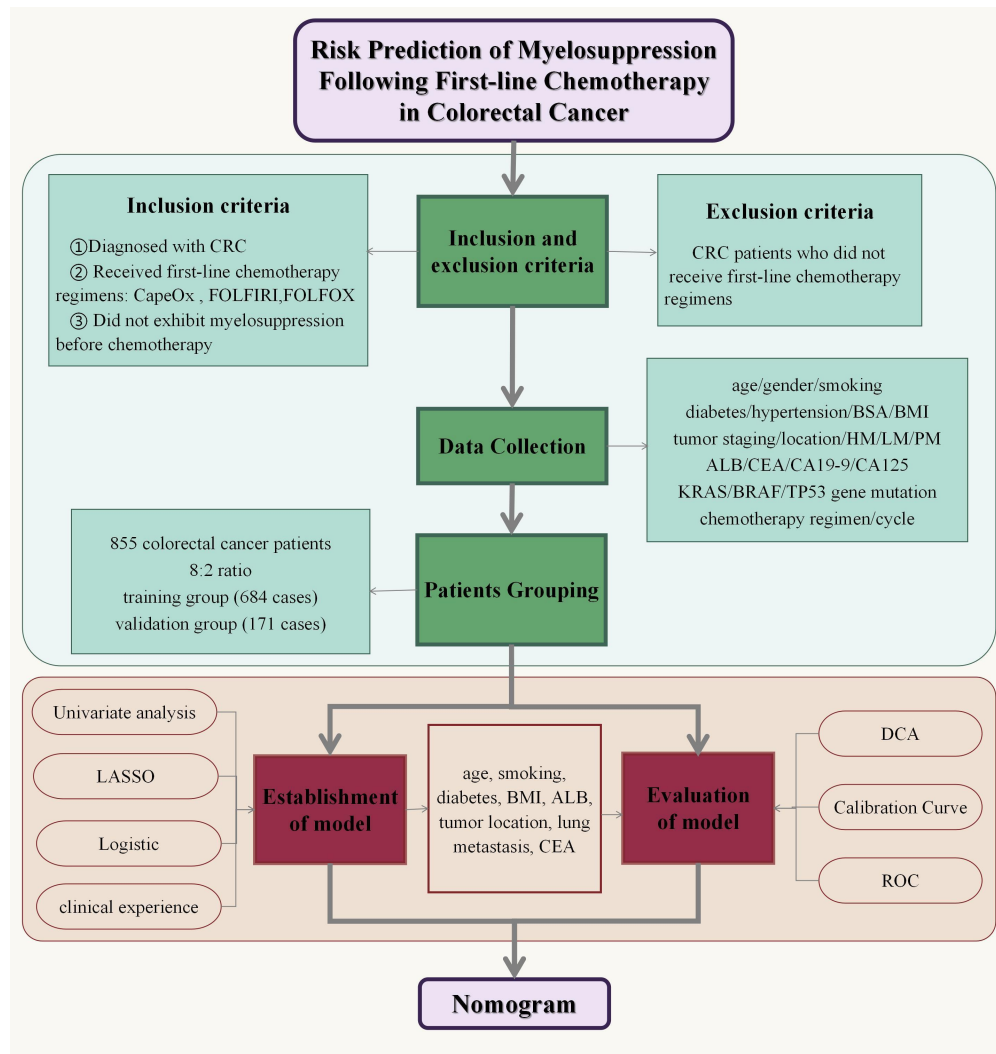 Risk Prediction of Myelosuppression
Following First-line Chemotherapy
in Colorectal Cancer
Inclusion criteria
①Diagnosed with CRC
② Received first-line chemotherapy
regimens: CapeOx , FOLFIRI,FOLFOX
③ Did not exhibit myelosuppression
before chemotherapy
Inclusion and
exclusion criteria
Exclusion criteria
CRC patients who did not
receive first-line chemotherapy
regimens
Data Collection
age/gender/smoking
diabetes/hypertension/BSA/BMI
tumor staging/location/HM/LM/PM
ALB/CEA/CA19-9/CA125
KRAS/BRAF/TP53 gene mutation
chemotherapy regimen/cycle
855 colorectal cancer patients
8:2 ratio
training group (684 cases)
validation group (171 cases)
Patients Grouping
Univariate analysis
LASSO
Logistic
clinical experience
Establishment
of model
age, smoking,
diabetes, BMI, ALB,
tumor location, lung
metastasis, CEA
Evaluation
of model
DCA
Calibration Curve
ROC
Nomogram